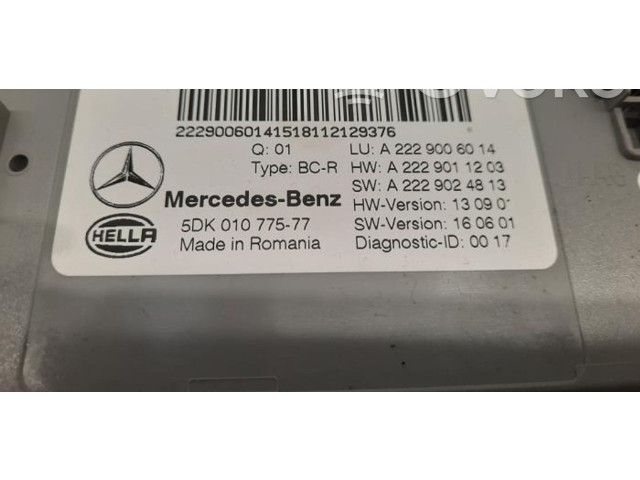 22290060141518112129376
Q: 01 LU: A 222 900 60 14
Type: BC-R HW: A 222 901 12 03
Mercedes-Benz SW: A 222 902 48 13
HW-Version: 13 09 0
HELLA 5DK 010 775-77 SW-Version: 16 06 01
Made in Romania Diagnostic-ID: 00 17